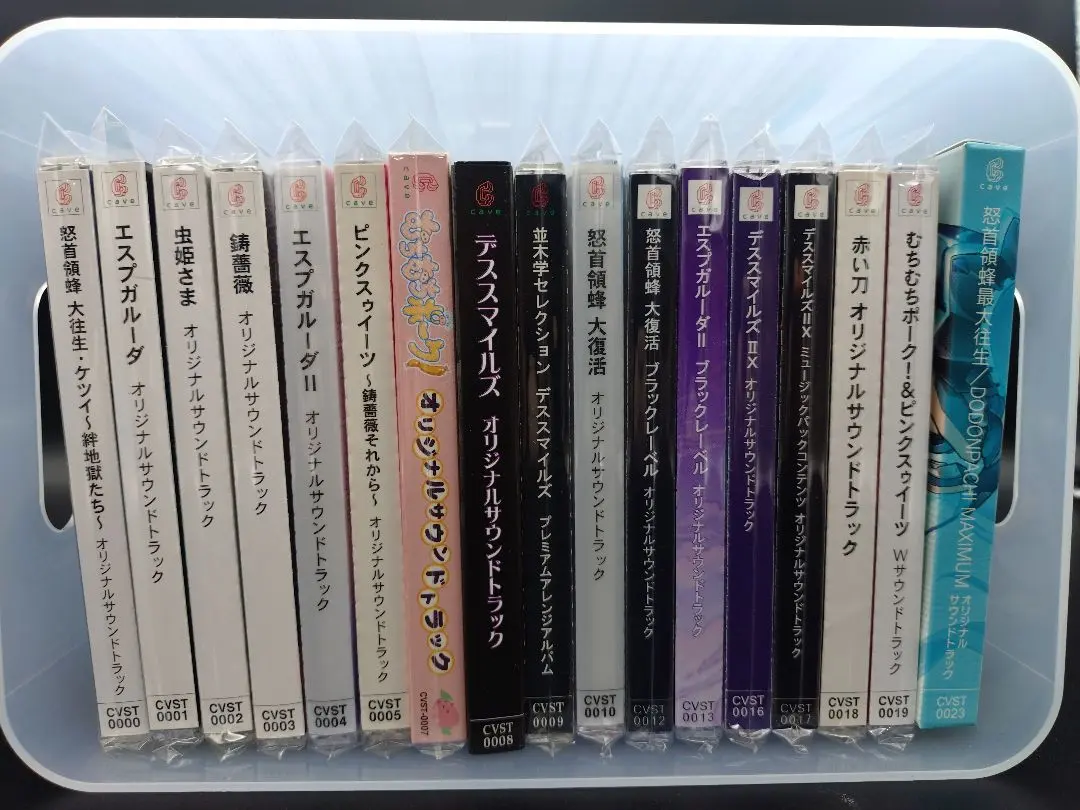 cave
怒首領蜂 大往生・ケツイ〜絆地獄たち〜 オリジナルサウンドトラック
CVST
0000
cave
エスプガルーダ オリジナルサウンドトラック
CVST
0001
cave
虫姫さま オリジナルサウンドトラック
CVST
0002
cave
鋳薔薇 オリジナルサウンドトラック
CVST
0003
cave
エスプガルーダII オリジナルサウンドトラック
CVST
0004
cave
ピンクスゥイーツ 〜鋳薔薇それから〜 オリジナルサウンドトラック
CVST
0005
cave
むちむちポーク! オリジナルサウンドトラック
CVST-0007
cave
デススマイルズ オリジナルサウンドトラック
CVST
0008
cave
並木学セレクション デススマイルズ プレミアムアレンジアルバム
CVST
0009
cave
怒首領蜂 大復活 オリジナルサウンドトラック
CVST
0010
cave
怒首領蜂 大復活 ブラックレーベル オリジナルサウンドトラック
CVST
0012
cave
エスプガルーダII ブラックレーベル オリジナルサウンドトラック
CVST
0013
cave
デススマイルズ IIX オリジナルサウンドトラック
CVST
0016
cave
デススマイルズIIX ミュージックパックコンテンツ オリジナルサウンドトラック
CVST
0017
cave
赤い刀 オリジナルサウンドトラック
CVST
0018
cave
むちむちポーク!&ピンクスゥイーツ Wサウンドトラック
CVST
0019
cave
怒首領蜂最大往生/DODONPACHI MAXIMUM オリジナル
サウンドトラック
CVST
0023